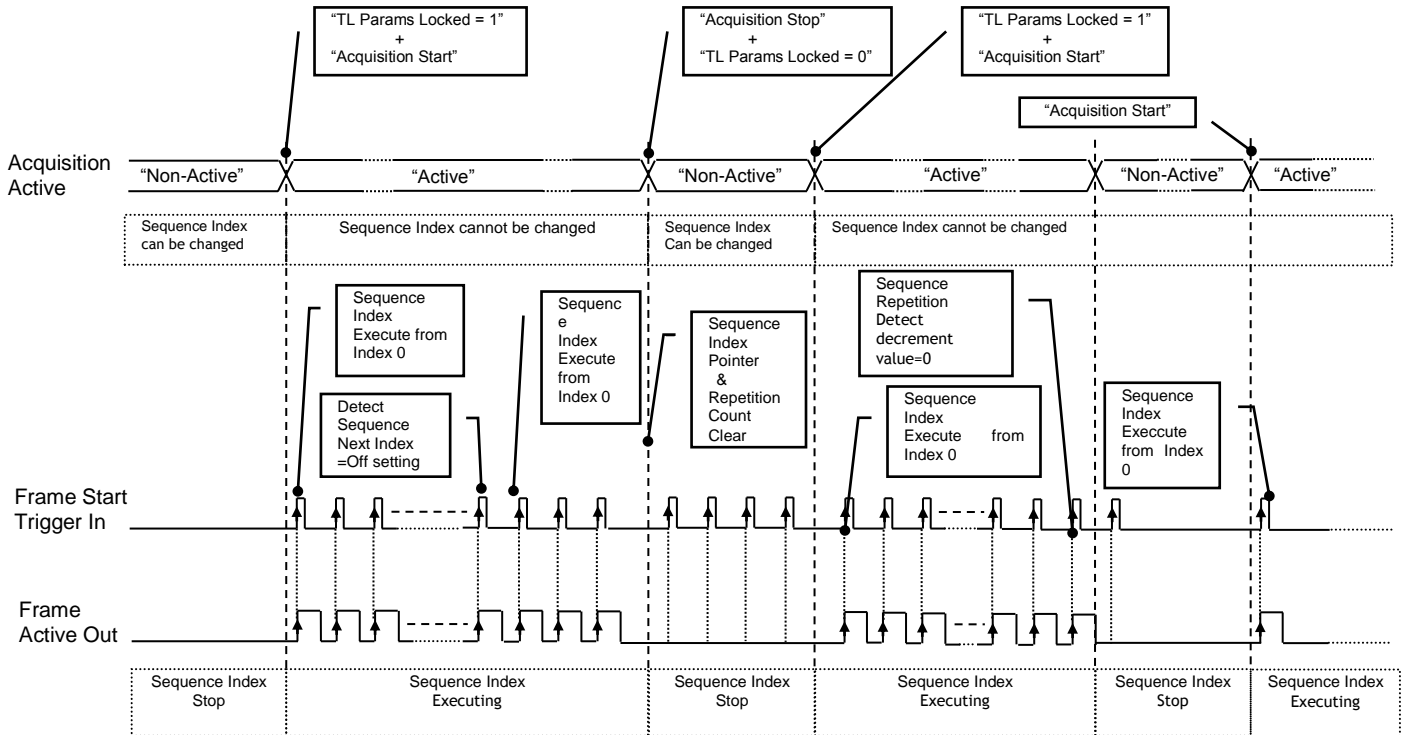 “TL Params Locked = 1”
+
“Acquisition Start”
“Acquisition Stop”
+
“TL Params Locked = 0”
“TL Params Locked = 1”
+
“Acquisition Start”
“Acquisition Start”
Acquisition
Active
“Non-Active”
“Active”
“Non-Active”
“Active”
“Non-Active”
“Active”
Sequence Index
can be changed
Sequence Index cannot be changed
Sequence Index
Can be changed
Sequence Index cannot be changed
Sequence
Index
Execute from
Index 0
Detect
Sequence
Next Index
=Off setting
Sequenc
e
Index
Execute
from
Index 0
Sequence
Index
Pointer
&
Repetition
Count
Clear
Sequence
Repetition
Detect
decrement
value=0
Sequence
Index
Execute from
Index 0
Sequence
Index
Execcute
from Index
0
Frame Start
Trigger In
Frame
Active Out
Sequence Index
Stop
Sequence Index
Executing
Sequence Index
Stop
Sequence Index
Executing
Sequence Index
Stop
Sequence Index
Executing